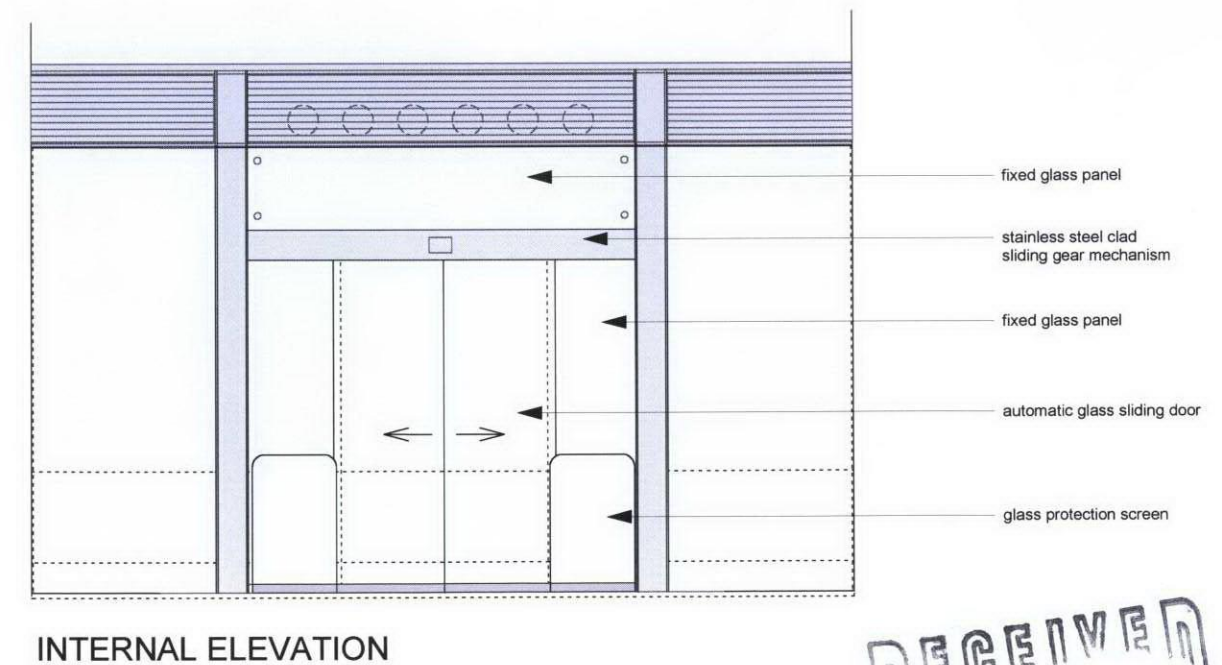 fixed glass panel
stainless steel clad
sliding gear mechanism
fixed glass panel
automatic glass sliding door
glass protection screen
INTERNAL ELEVATION
RECEIVED